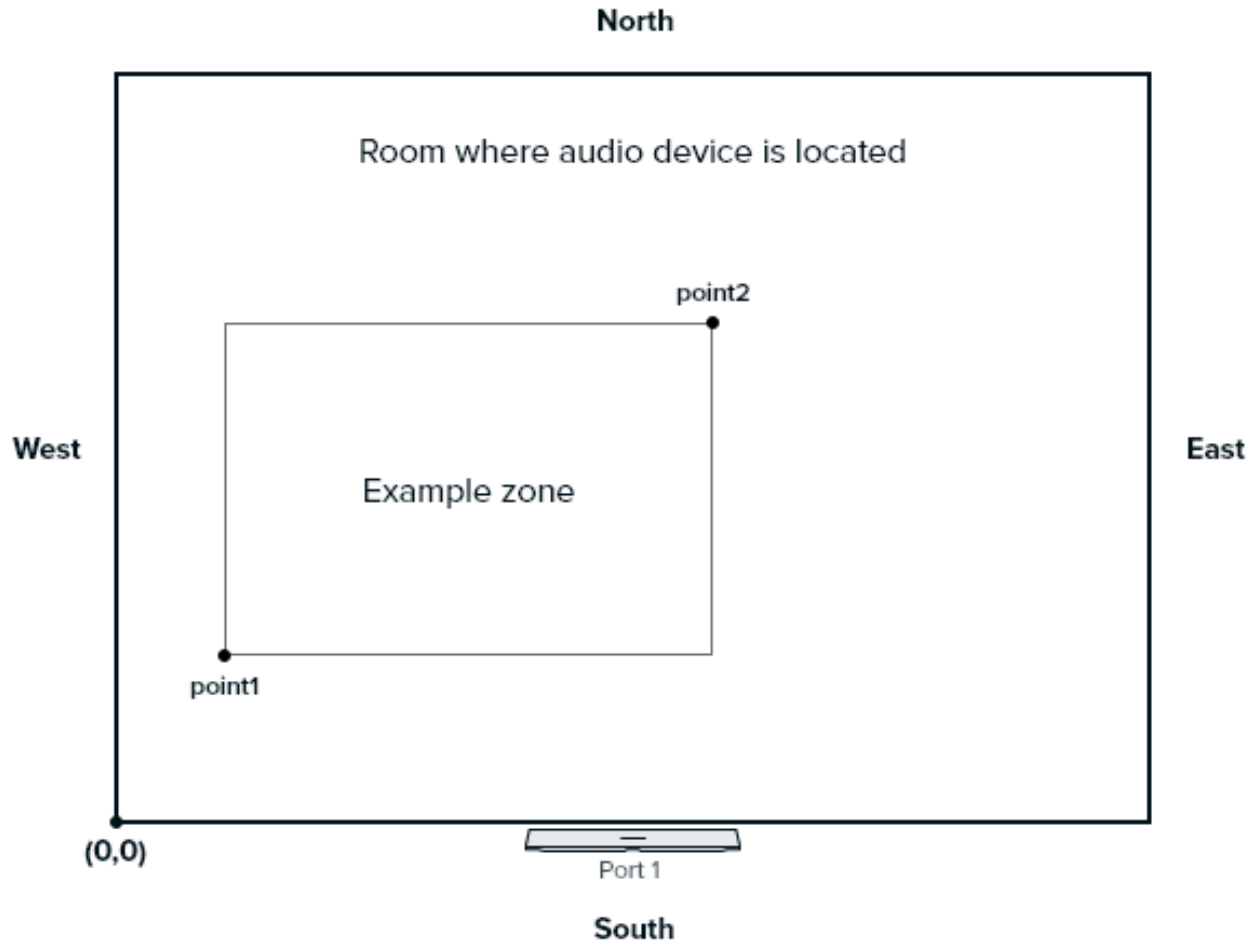 North
Room where audio device is located
point2
West
East
Example zone
point1
(0,0)
Port 1
South